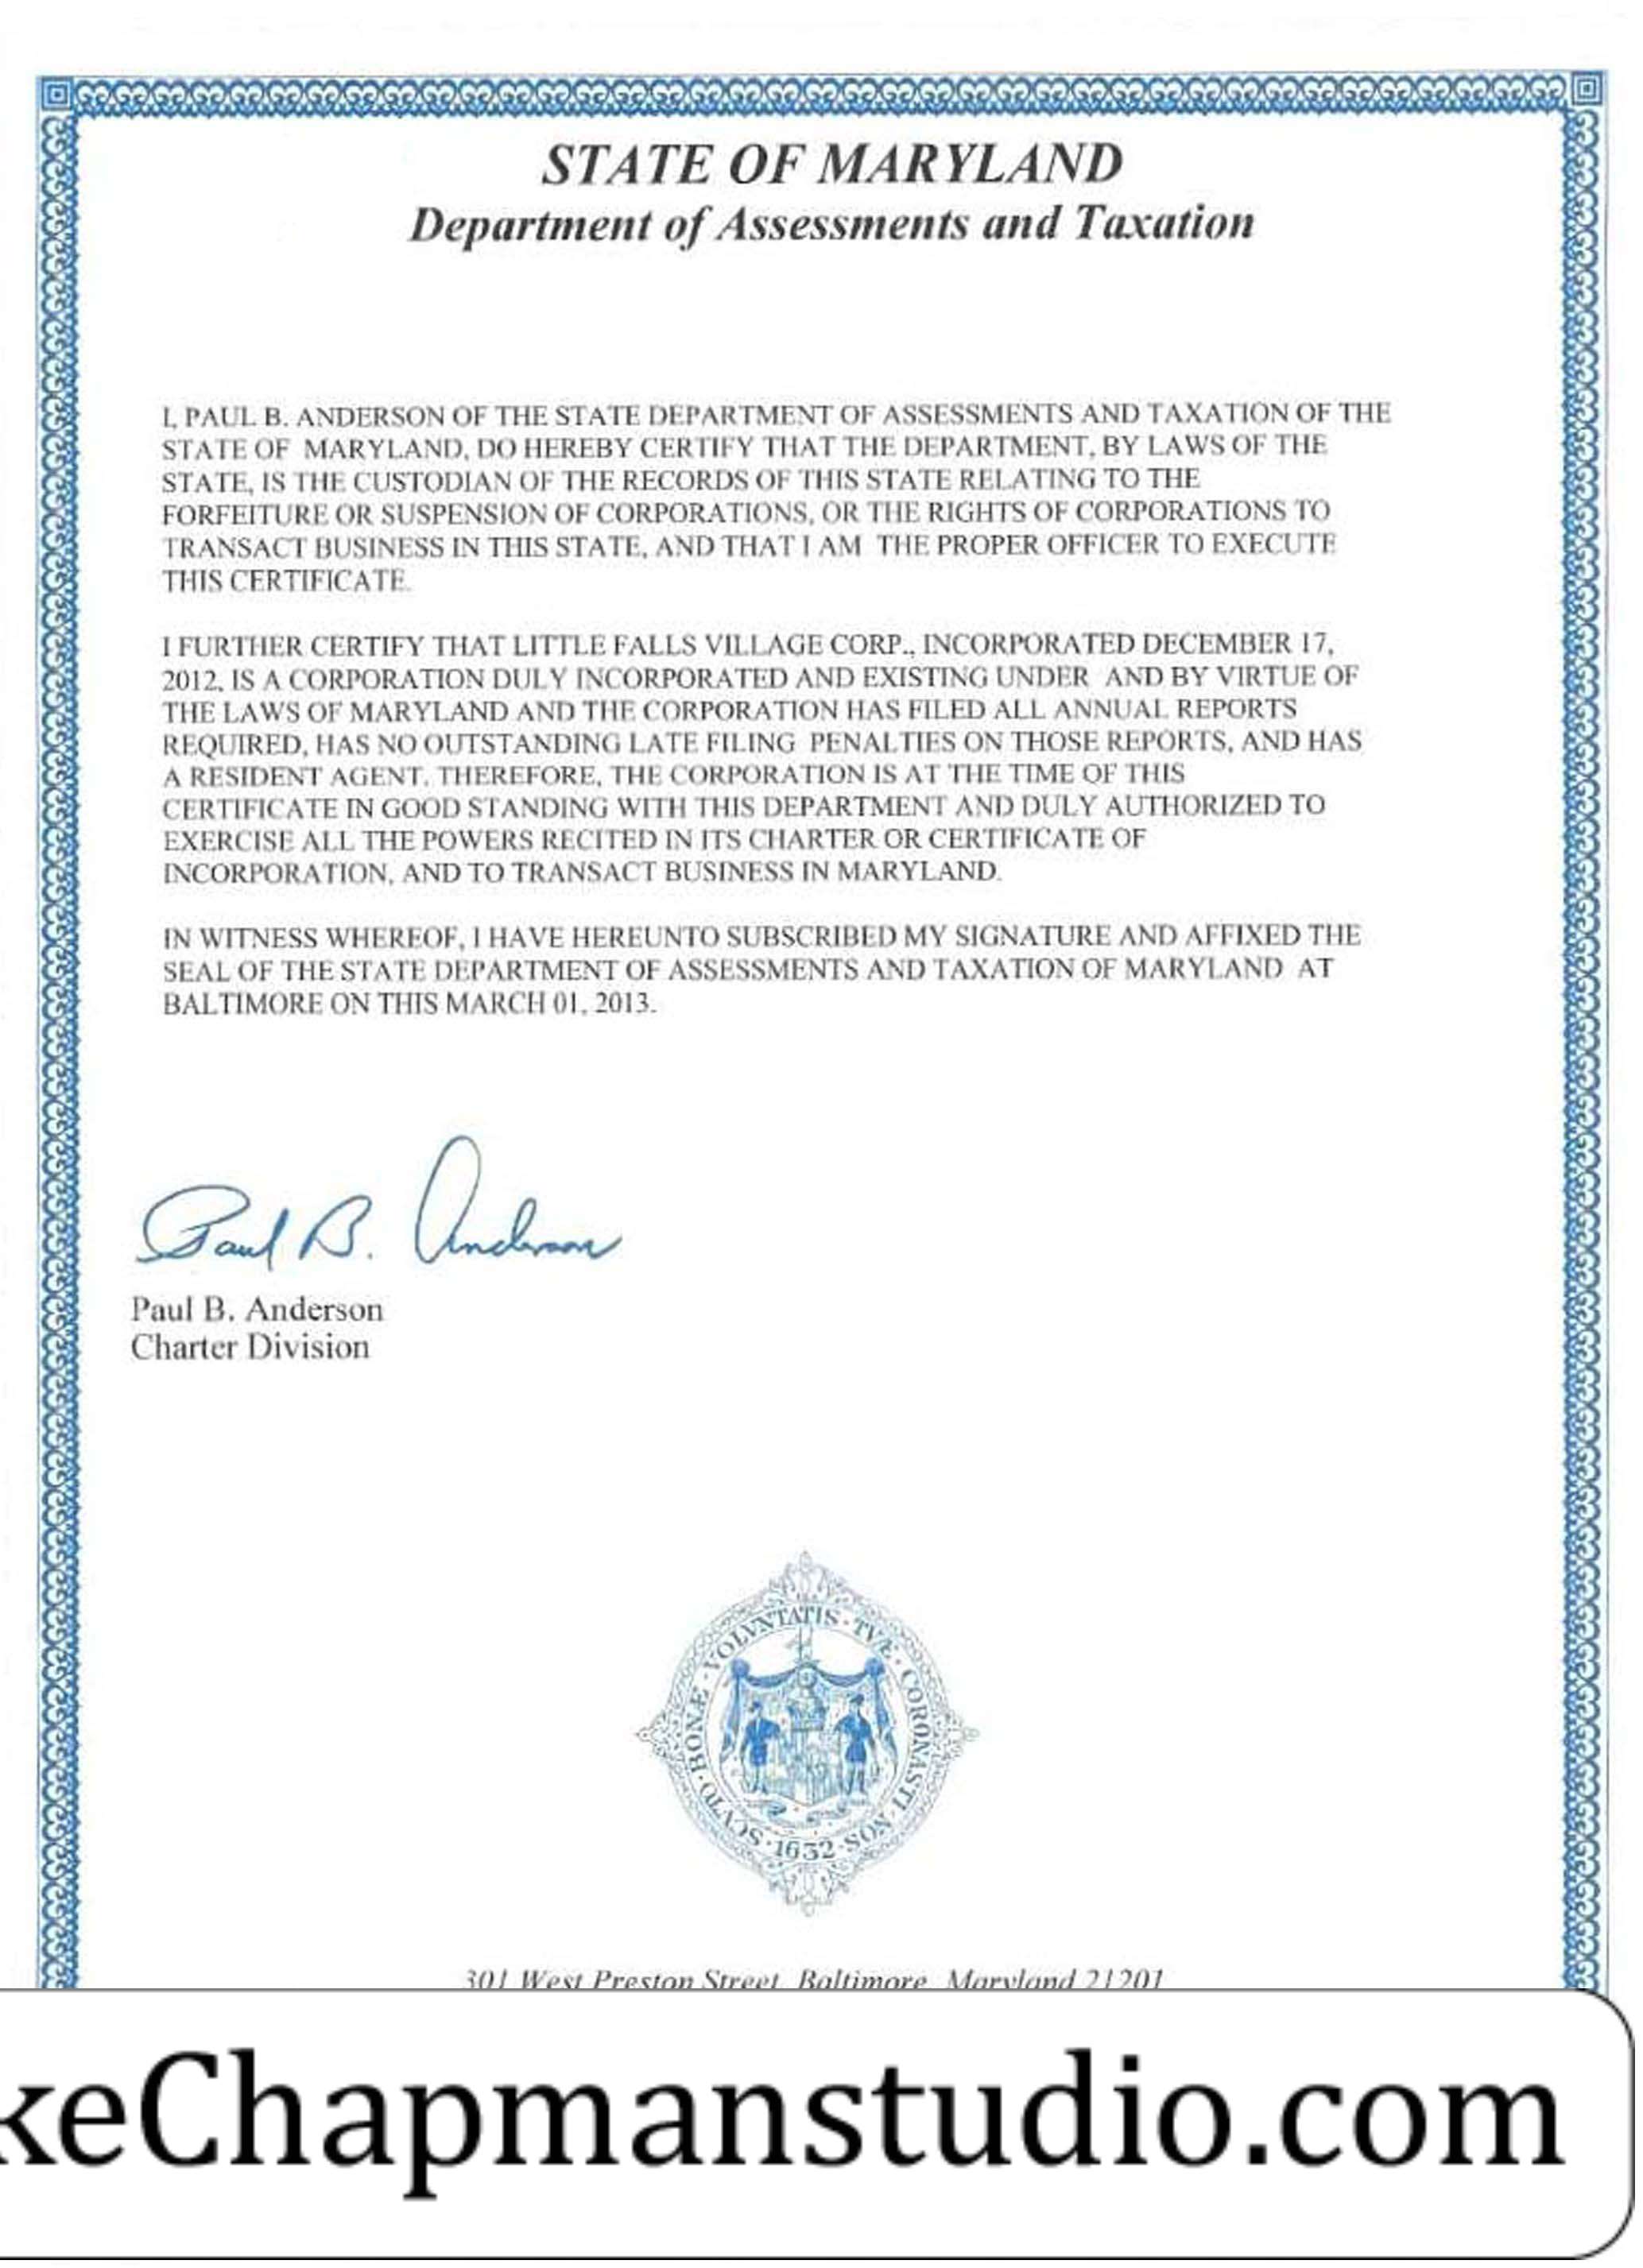 STATE OF MARYLAND
Department of Assessments and Taxation
I, PAUL B. ANDERSON OF THE STATE DEPARTMENT OF ASSESSMENTS AND TAXATION OF THE
STATE OF MARYLAND, DO HEREBY CERTIFY THAT THE DEPARTMENT, BY LAWS OF THE
STATE, IS THE CUSTODIAN OF THE RECORDS OF THIS STATE RELATING TO THE
FORFEITURE OR SUSPENSION OF CORPORATIONS, OR THE RIGHTS OF CORPORATIONS TO
TRANSACT BUSINESS IN THIS STATE, AND THAT I AM THE PROPER OFFICER TO EXECUTE
THIS CERTIFICATE.
I FURTHER CERTIFY THAT LITTLE FALLS VILLAGE CORP., INCORPORATED DECEMBER 17,
2012, IS A CORPORATION DULY INCORPORATED AND EXISTING UNDER AND BY VIRTUE OF
THE LAWS OF MARYLAND AND THE CORPORATION HAS FILED ALL ANNUAL REPORTS
REQUIRED, HAS NO OUTSTANDING LATE FILING PENALTIES ON THOSE REPORTS, AND HAS
A RESIDENT AGENT. THEREFORE, THE CORPORATION IS AT THE TIME OF THIS
CERTIFICATE IN GOOD STANDING WITH THIS DEPARTMENT AND DULY AUTHORIZED TO
EXERCISE ALL THE POWERS RECITED IN ITS CHARTER OR CERTIFICATE OF
INCORPORATION, AND TO TRANSACT BUSINESS IN MARYLAND.
IN WITNESS WHEREOF, I HAVE HEREUNTO SUBSCRIBED MY SIGNATURE AND AFFIXED THE
SEAL OF THE STATE DEPARTMENT OF ASSESSMENTS AND TAXATION OF MARYLAND AT
BALTIMORE ON THIS MARCH 01, 2013.
Paul B. Anderson
Paul B. Anderson
Charter Division
SCVTO · BONÆ · VOLVNTATIS · TVÆ · CORONASTI · NOS · 1632
301 West Preston Street, Baltimore, Maryland 21201
keChapmanstudio.com